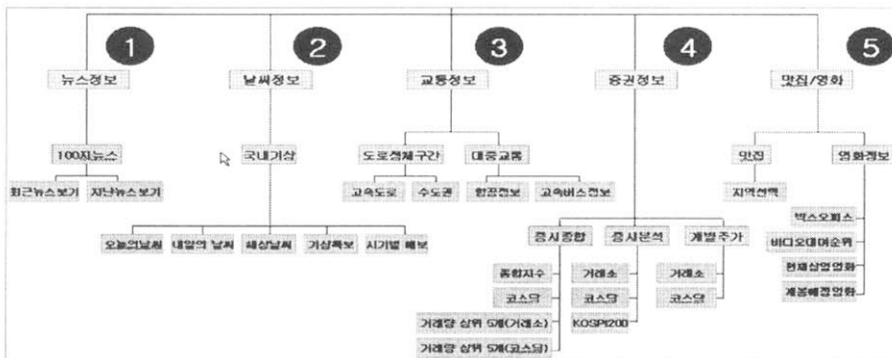 1 2 3 4 5
뉴스정보 날씨정보 교통정보 증권정보 맛집/영화
100자뉴스 국내기상 도로정체구간 대중교통 맛집 영화정보
최근뉴스보기 지난뉴스보기 고속도로 수도권 항공정보 고속버스정보 지역선택
박스오피스
오늘의날씨 내일의 날씨 해상날씨 기상특보 시기별 예보 증시종합 증시분석 개별주가 비디오대여순위
종합지수 거래소 거래소 현재상영영화
코스닥 코스닥 코스닥 개봉예정영화
거래량 상위 5개(거래소) KOSPI200
거래량 상위 5개(코스닥)